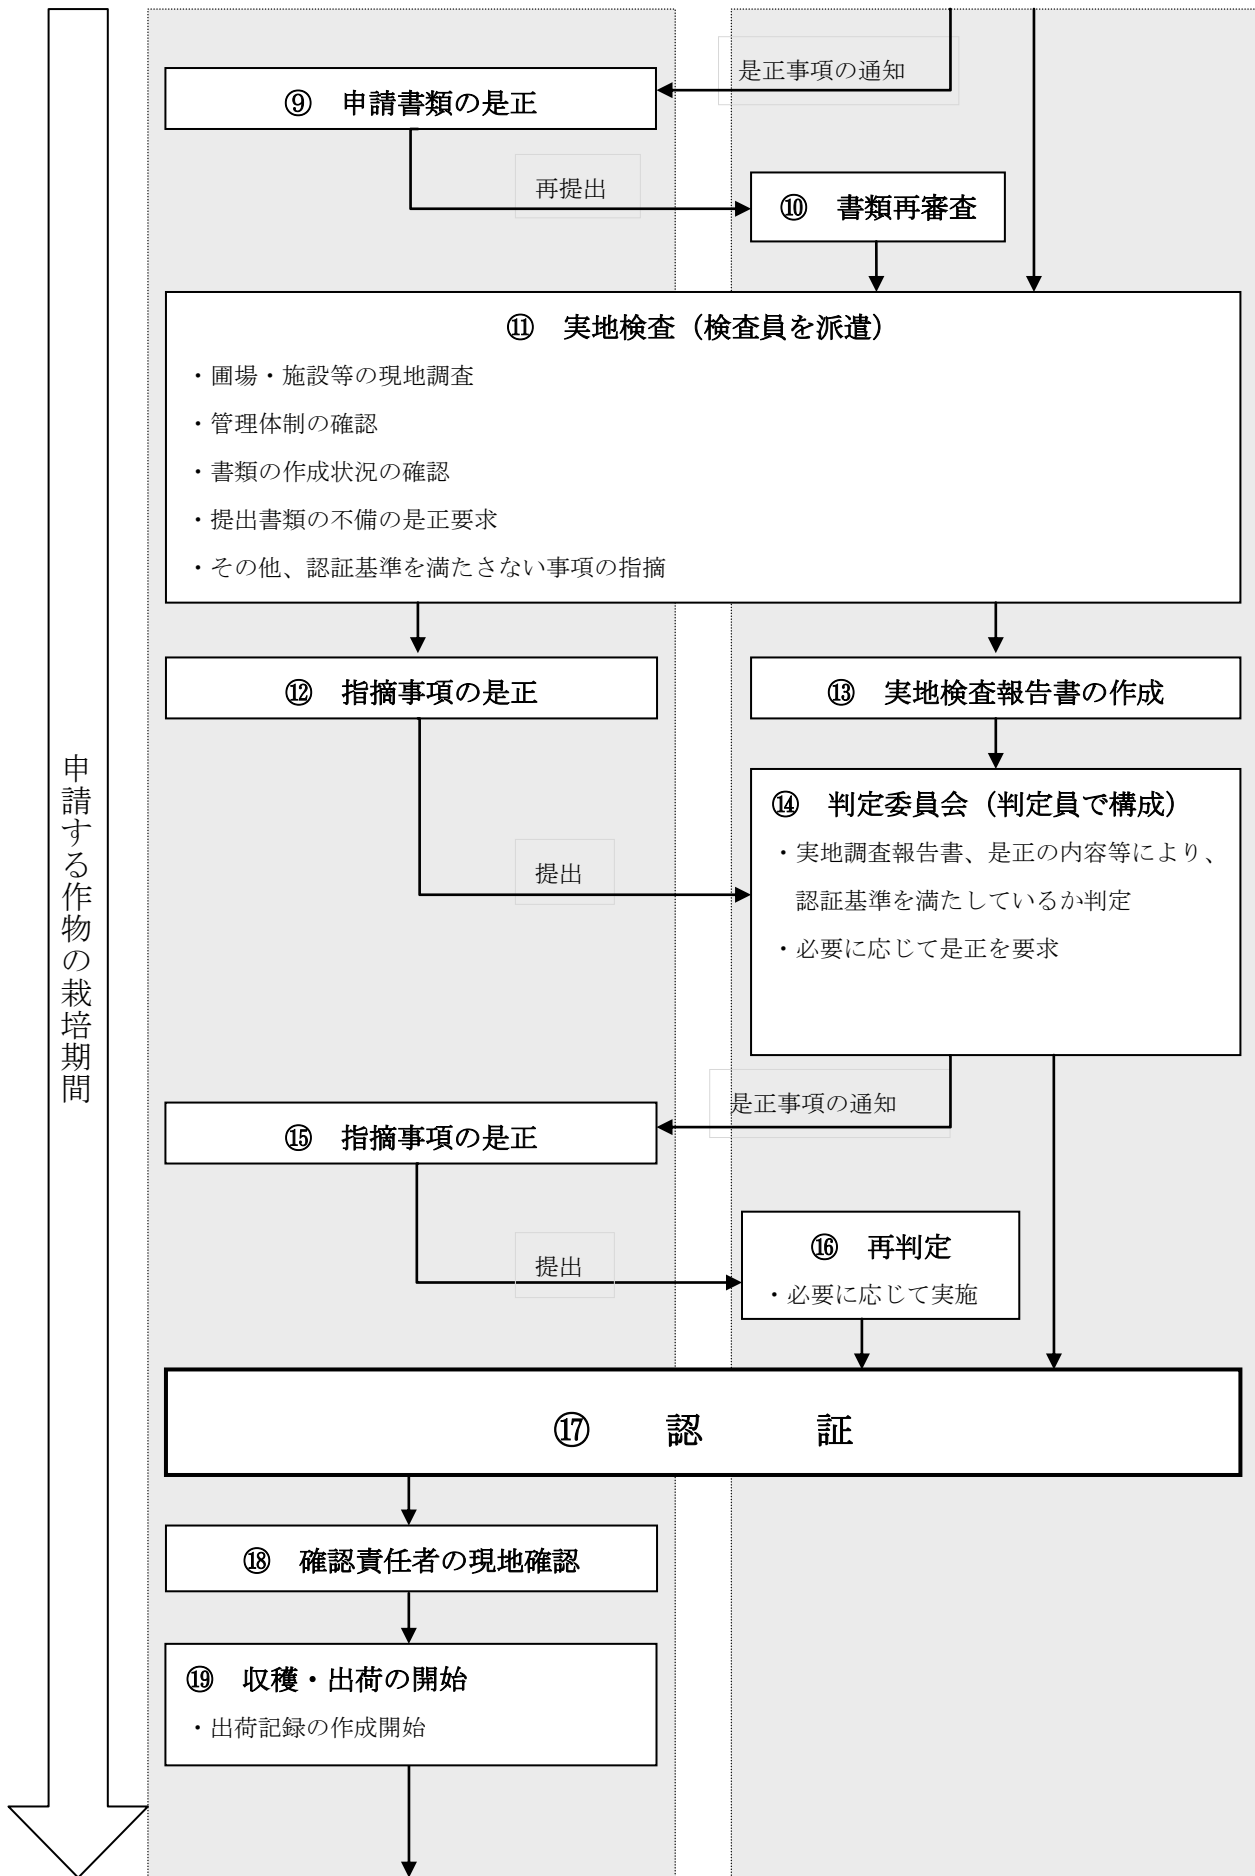 是正事項の通知
⑨　申請書類の是正
再提出
⑩　書類再審査
⑪　実地検査（検査員を派遣）
・圃場・施設等の現地調査
・管理体制の確認
・書類の作成状況の確認
・提出書類の不備の是正要求
・その他、認証基準を満たさない事項の指摘
⑫　指摘事項の是正
⑬　実地検査報告書の作成
申請する作物の栽培期間
⑭　判定委員会（判定員で構成）
・実地調査報告書、是正の内容等により、
認証基準を満たしているか判定
・必要に応じて是正を要求
提出
是正事項の通知
⑮　指摘事項の是正
提出
⑯　再判定
・必要に応じて実施
⑰　認　証
⑱　確認責任者の現地確認
⑲　収穫・出荷の開始
・出荷記録の作成開始